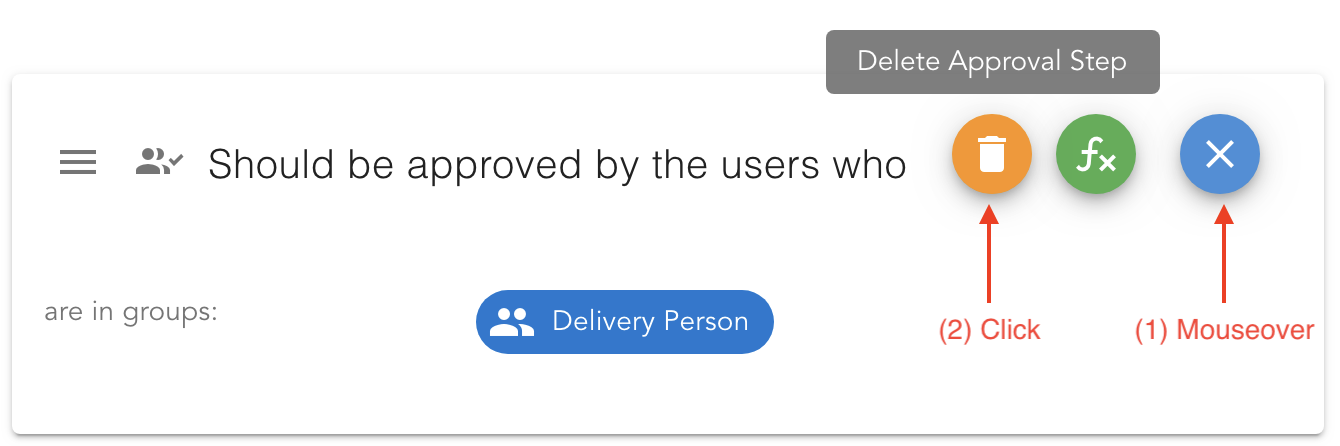 Delete Approval Step
Should be approved by the users who
fx
are in groups:
Delivery Person
(2) Click
(1) Mouseover